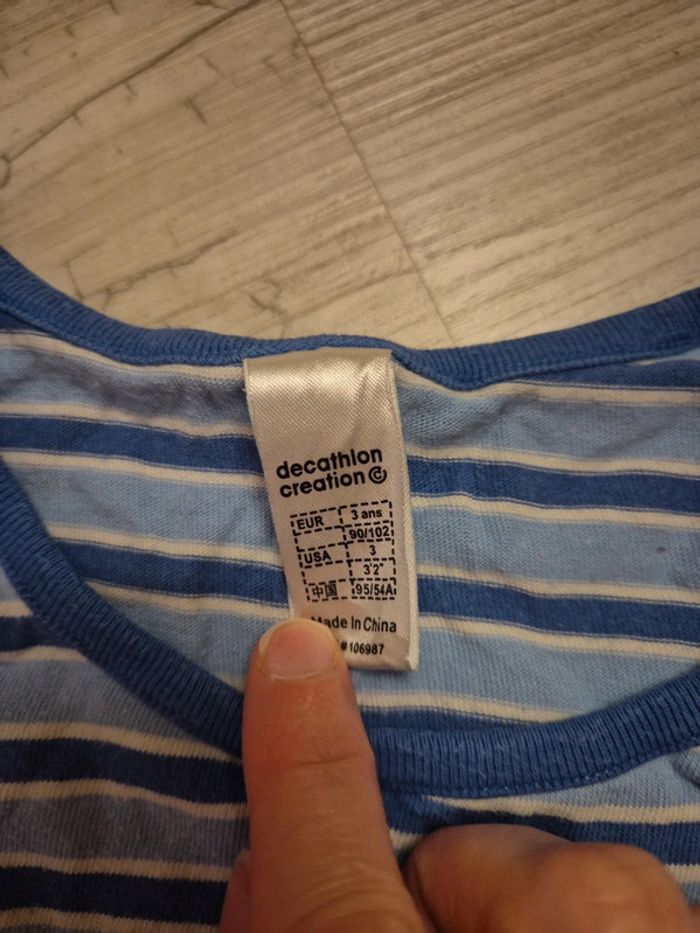 decathlon
creation
EUR 3 ans
90/102
USA 3
3'2"
中国 95/54A
Made In China
#106987